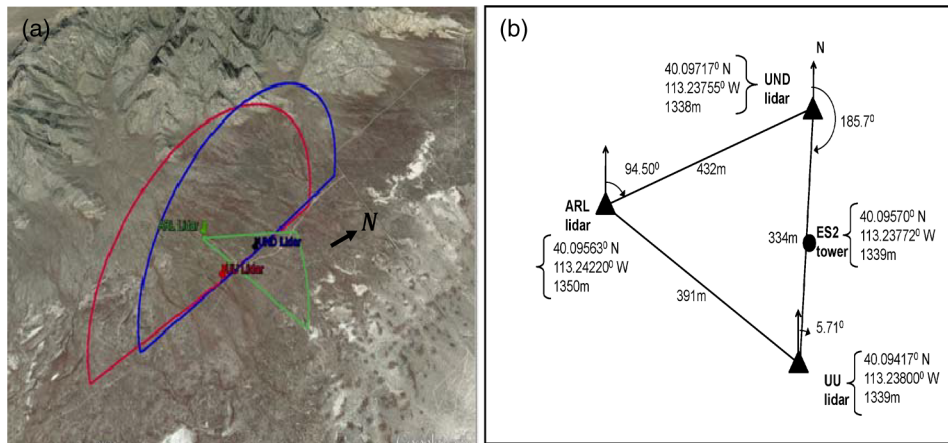 (a)
ARL Lidar
UND Lidar
UU Lidar
N
(b)
N
40.09717⁰ N
113.23755⁰ W
1338m
UND
lidar
185.7⁰
94.50⁰
432m
ARL
lidar
40.09563⁰ N
113.24220⁰ W
1350m
334m
ES2
tower
40.09570⁰ N
113.23772⁰ W
1339m
391m
5.71⁰
UU
lidar
40.09417⁰ N
113.23800⁰ W
1339m